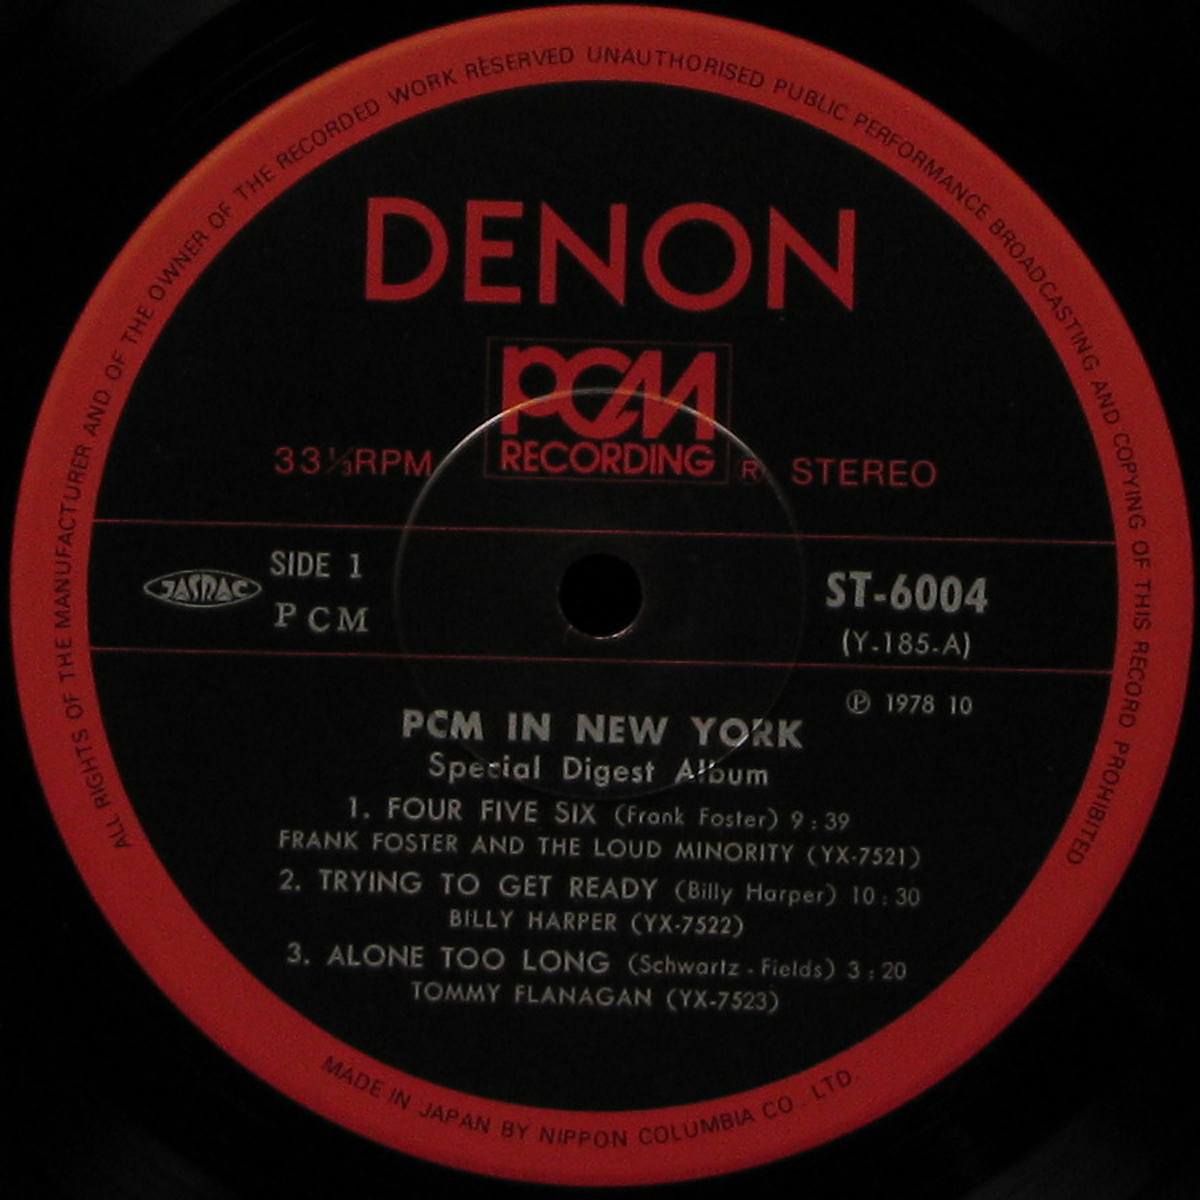 ALL RIGHTS OF THE MANUFACTURER AND OF THE OWNER OF THE RECORDED WORK RESERVED UNAUTHORISED PUBLIC PERFORMANCE BROADCASTING AND COPYING OF THIS RECORD PROHIBITED
DENON
PCM
RECORDING
33⅓RPM Ⓡ STEREO
JASRAC
SIDE 1
PCM
ST-6004
(Y-185-A)
℗ 1978 10
PCM IN NEW YORK
Special Digest Album
1. FOUR FIVE SIX (Frank Foster) 9:39
FRANK FOSTER AND THE LOUD MINORITY (YX-7521)
2. TRYING TO GET READY (Billy Harper) 10:30
BILLY HARPER (YX-7522)
3. ALONE TOO LONG (Schwartz - Fields) 3:20
TOMMY FLANAGAN (YX-7523)
MADE IN JAPAN BY NIPPON COLUMBIA CO. LTD.